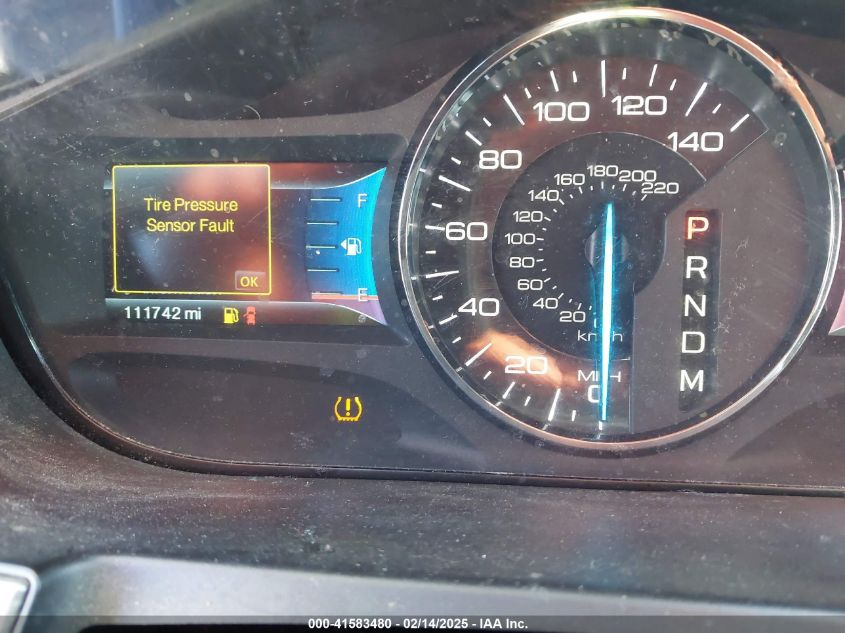 Tire Pressure
Sensor Fault
OK
111742 mi
F
E
0
20
40
60
80
100
120
140
MPH
20
40
60
80
100
120
140
160
180
200
220
km/h
P
R
N
D
M
000-41583480 - 02/14/2025 - IAA Inc.